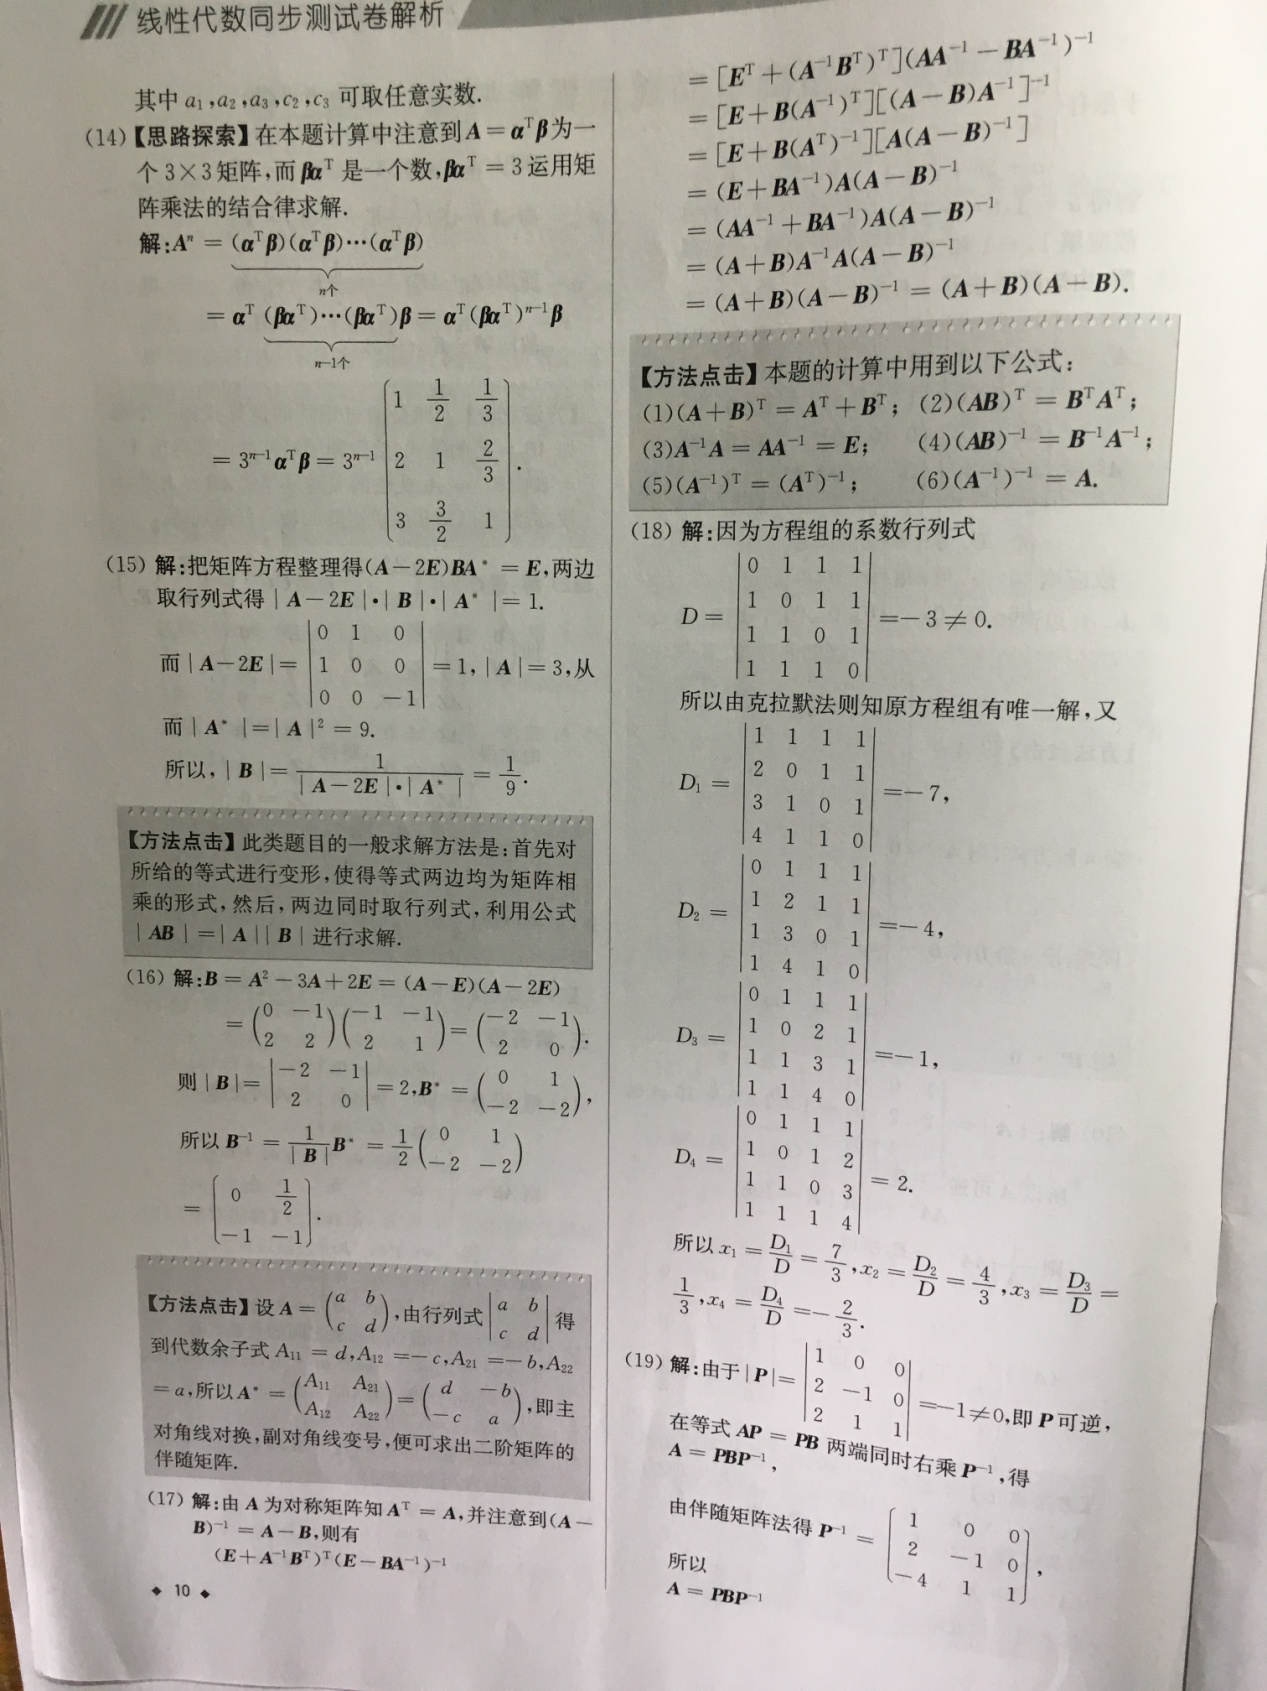 线性代数同步测试卷解析
其中 a₁,a₂,a₃,c₂,c₃ 可取任意实数.
(14)【思路探索】在本题计算中注意到 A＝αᵀβ 为一
个 3×3 矩阵,而 βαᵀ 是一个数,βαᵀ＝3 运用矩
阵乘法的结合律求解.
解:Aⁿ＝(αᵀβ)(αᵀβ)⋯(αᵀβ)
n个
＝αᵀ(βαᵀ)⋯(βαᵀ)β＝αᵀ(βαᵀ)ⁿ⁻¹β
n－1个
1 1/2 1/3
＝3ⁿ⁻¹αᵀβ＝3ⁿ⁻¹ 2 1 2/3 .
3 3/2 1
(15) 解:把矩阵方程整理得(A－2E)BA*＝E,两边
取行列式得 |A－2E|·|B|·|A*|＝1.
0 1 0
而|A－2E|＝|1 0 0|＝1,|A|＝3,从
0 0 －1
而|A*|＝|A|²＝9.
所以,|B|＝1/(|A－2E|·|A*|)＝1/9.
【方法点击】此类题目的一般求解方法是:首先对
所给的等式进行变形,使得等式两边均为矩阵相
乘的形式,然后,两边同时取行列式,利用公式
|AB|＝|A||B|进行求解.
(16) 解:B＝A²－3A＋2E＝(A－E)(A－2E)
＝(0 －1; 2 2)(－1 －1; 2 1)＝(－2 －1; 2 0).
则|B|＝|－2 －1; 2 0|＝2,B*＝(0 1; －2 －2),
所以 B⁻¹＝1/|B| B*＝1/2(0 1; －2 －2)
＝(0 1/2; －1 －1).
【方法点击】设 A＝(a b; c d),由行列式|a b; c d|得
到代数余子式 A₁₁＝d,A₁₂＝－c,A₂₁＝－b,A₂₂
＝a,所以 A*＝(A₁₁ A₂₁; A₁₂ A₂₂)＝(d －b; －c a),即主
对角线对换,副对角线变号,便可求出二阶矩阵的
伴随矩阵.
(17) 解:由 A 为对称矩阵知 Aᵀ＝A,并注意到(A－
B)⁻¹＝A－B,则有
(E＋A⁻¹Bᵀ)ᵀ(E－BA⁻¹)⁻¹
◆ 10 ◆
＝[Eᵀ＋(A⁻¹Bᵀ)ᵀ](AA⁻¹－BA⁻¹)⁻¹
＝[E＋B(A⁻¹)ᵀ][(A－B)A⁻¹]⁻¹
＝[E＋B(Aᵀ)⁻¹][A(A－B)⁻¹]
＝(E＋BA⁻¹)A(A－B)⁻¹
＝(AA⁻¹＋BA⁻¹)A(A－B)⁻¹
＝(A＋B)A⁻¹A(A－B)⁻¹
＝(A＋B)(A－B)⁻¹＝(A＋B)(A－B).
【方法点击】本题的计算中用到以下公式:
(1)(A＋B)ᵀ＝Aᵀ＋Bᵀ; (2)(AB)ᵀ＝BᵀAᵀ;
(3)A⁻¹A＝AA⁻¹＝E; (4)(AB)⁻¹＝B⁻¹A⁻¹;
(5)(A⁻¹)ᵀ＝(Aᵀ)⁻¹; (6)(A⁻¹)⁻¹＝A.
(18) 解:因为方程组的系数行列式
0 1 1 1
1 0 1 1
D＝ ＝－3≠0.
1 1 0 1
1 1 1 0
所以由克拉默法则知原方程组有唯一解,又
1 1 1 1
2 0 1 1
D₁＝ ＝－7,
3 1 0 1
4 1 1 0
0 1 1 1
1 2 1 1
D₂＝ ＝－4,
1 3 0 1
1 4 1 0
0 1 1 1
1 0 2 1
D₃＝ ＝－1,
1 1 3 1
1 1 4 0
0 1 1 1
1 0 1 2
D₄＝ ＝2.
1 1 0 3
1 1 1 4
所以 x₁＝D₁/D＝7/3,x₂＝D₂/D＝4/3,x₃＝D₃/D＝
1/3,x₄＝D₄/D＝－2/3.
1 0 0
(19) 解:由于|P|＝|2 －1 0|＝－1≠0,即 P 可逆,
2 1 1
在等式 AP＝PB 两端同时右乘 P⁻¹,得
A＝PBP⁻¹,
1 0 0
由伴随矩阵法得 P⁻¹＝ 2 －1 0 ,
－4 1 1
所以
A＝PBP⁻¹